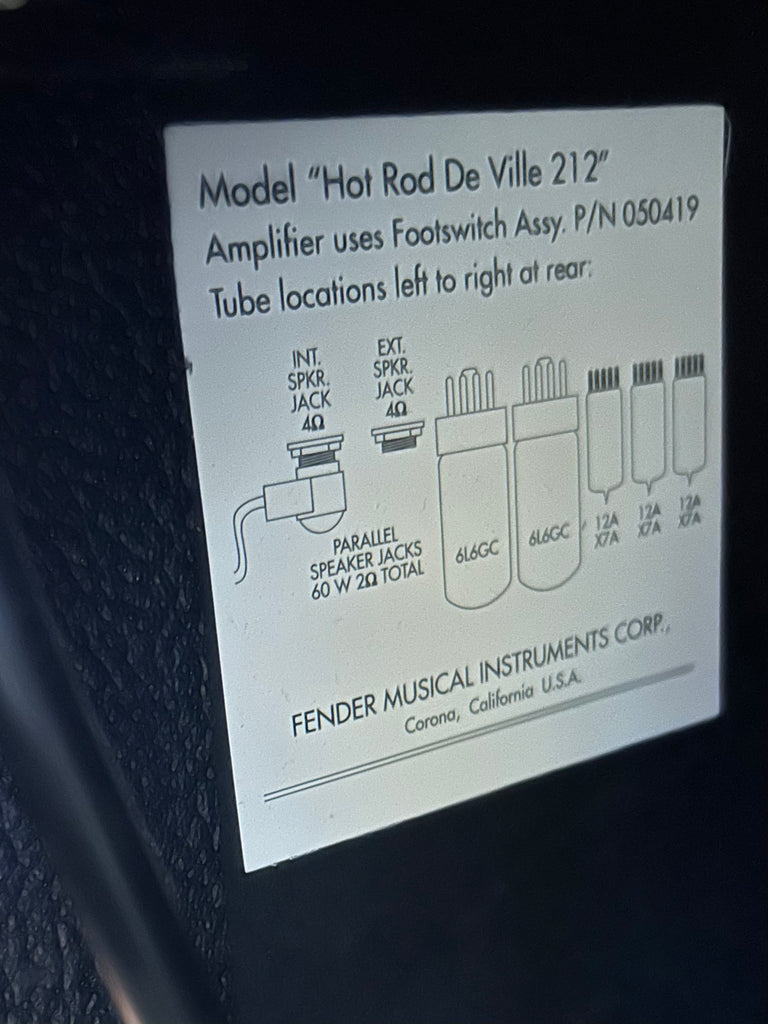 Model "Hot Rod De Ville 212"
Amplifier uses Footswitch Assy. P/N 050419
Tube locations left to right at rear:
INT.
SPKR.
JACK
4Ω
EXT.
SPKR.
JACK
4Ω
PARALLEL
SPEAKER JACKS
60 W 2Ω TOTAL
6L6GC
6L6GC
12A
X7A
12A
X7A
12A
X7A
FENDER MUSICAL INSTRUMENTS CORP.,
Corona, California U.S.A.